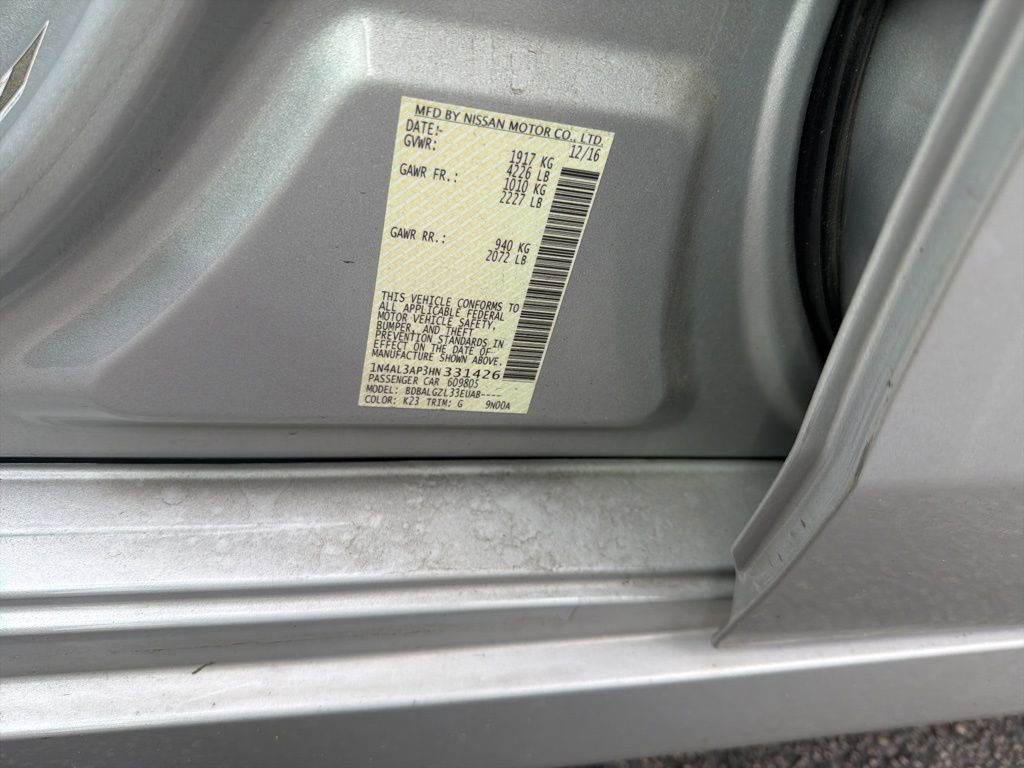 MFD BY NISSAN MOTOR CO., LTD.
DATE:- 12/16
GVWR: 1917 KG
4226 LB
GAWR FR.: 1010 KG
2227 LB
GAWR RR.: 940 KG
2072 LB
THIS VEHICLE CONFORMS TO
ALL APPLICABLE FEDERAL
MOTOR VEHICLE SAFETY,
BUMPER, AND THEFT
PREVENTION STANDARDS IN
EFFECT ON THE DATE OF
MANUFACTURE SHOWN ABOVE.
1N4AL3AP3HN331426
PASSENGER CAR 609805
MODEL: BDBALGZL33EUAB----
COLOR: K23 TRIM: G 9N00A